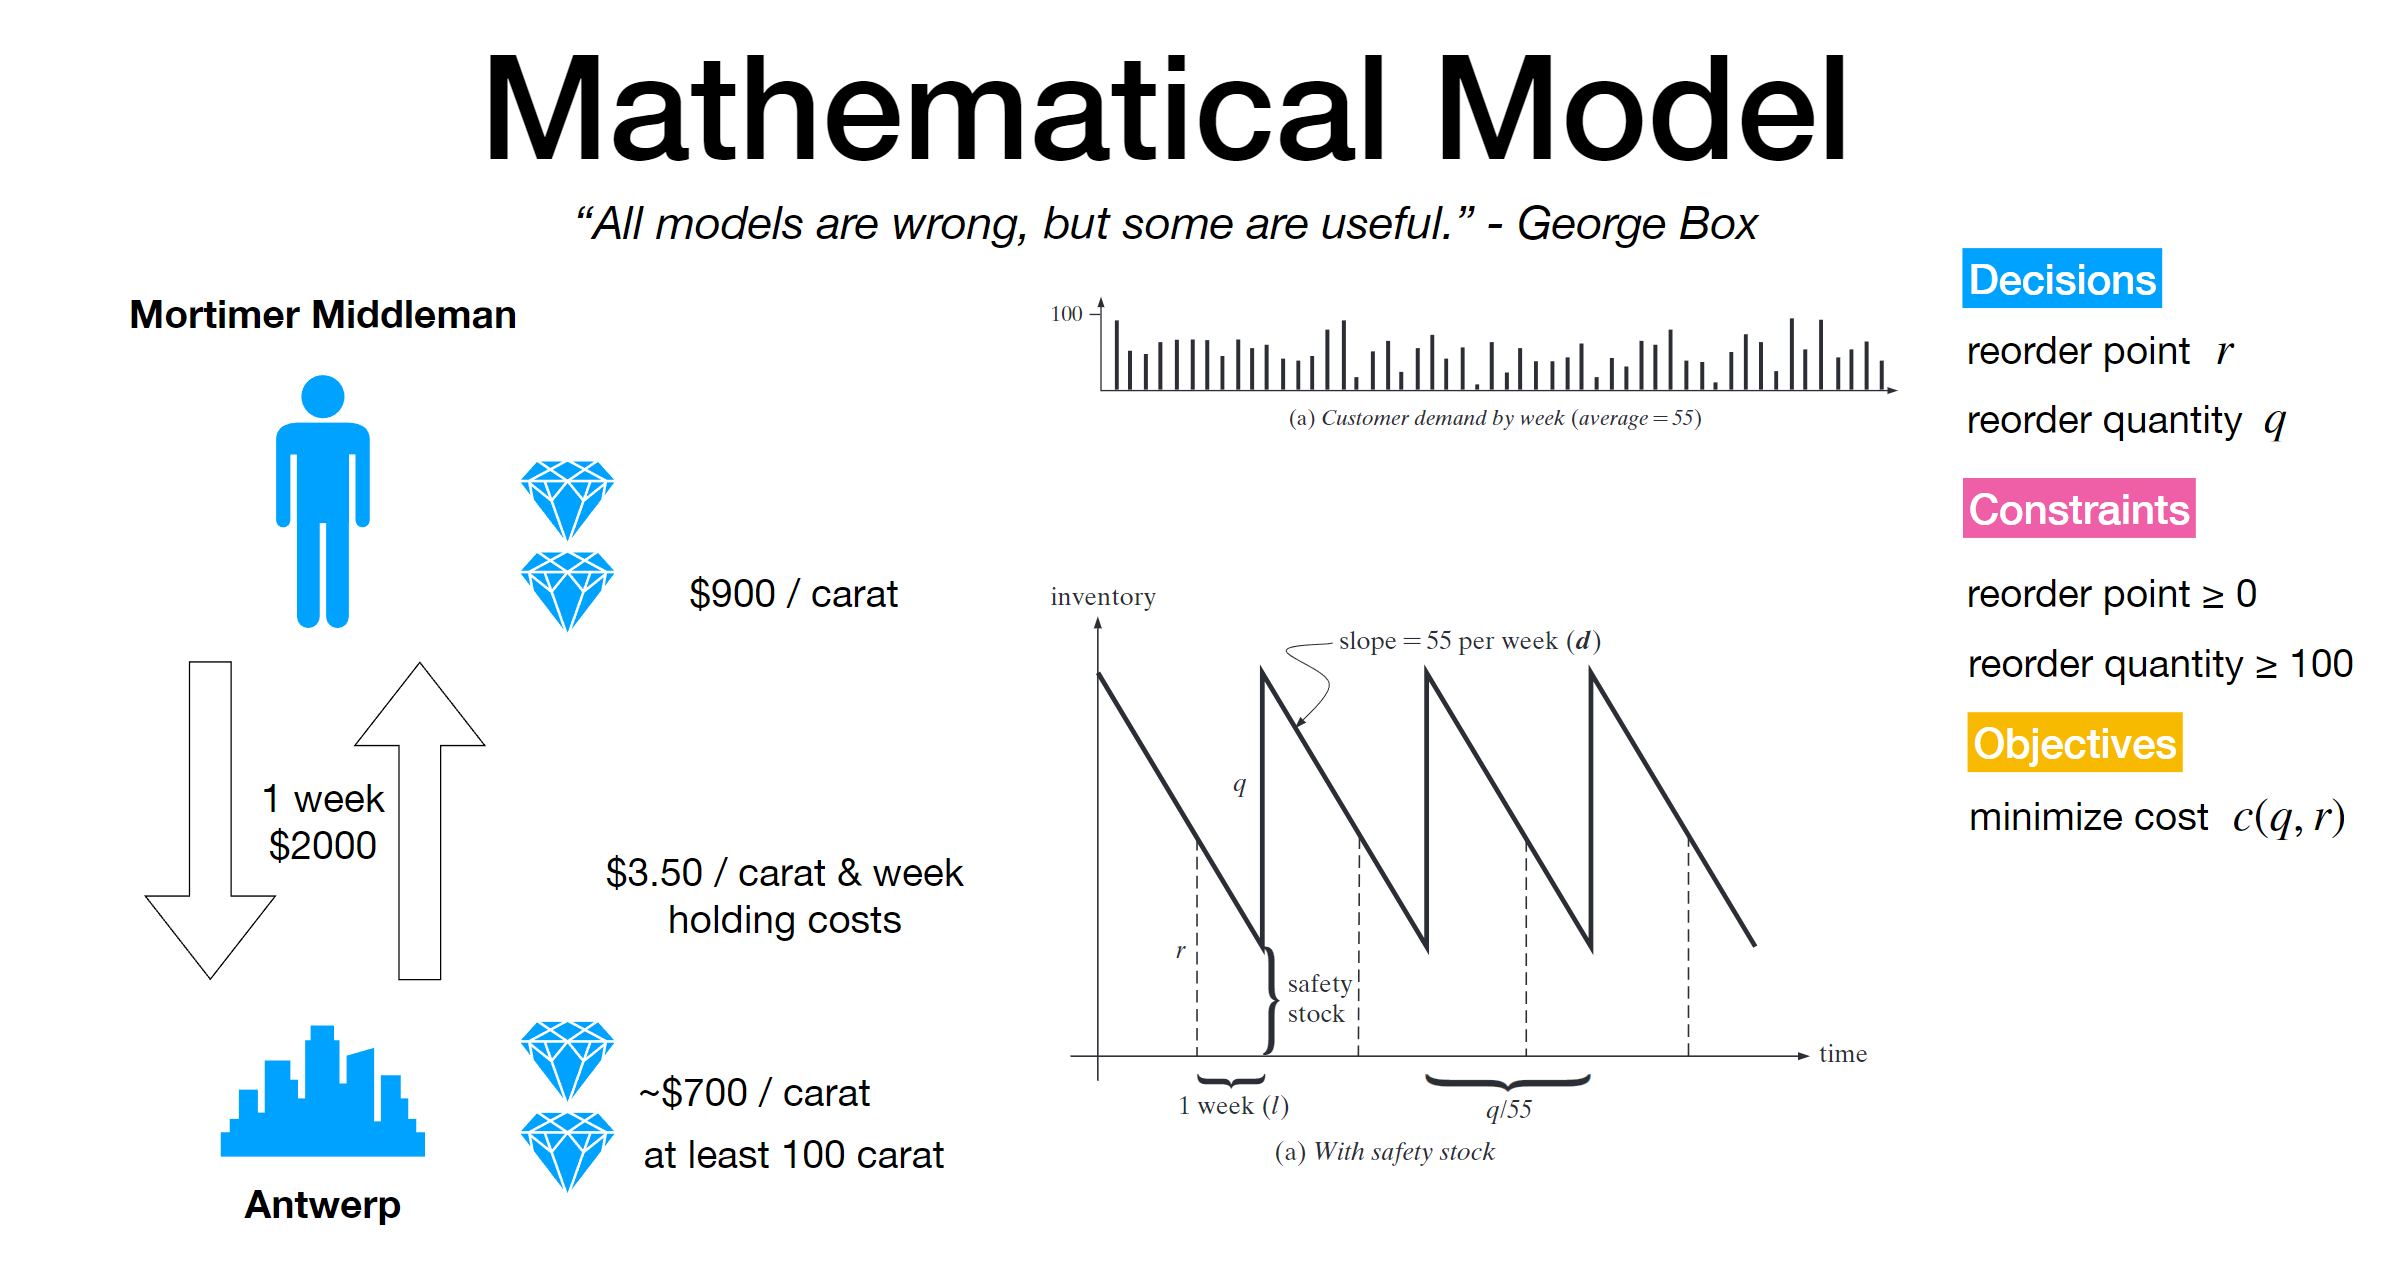 Mathematical Model
“All models are wrong, but some are useful.” - George Box
Mortimer Middleman
$900 / carat
1 week
$2000
$3.50 / carat & week
holding costs
~$700 / carat
at least 100 carat
Antwerp
100
(a) Customer demand by week (average = 55)
inventory
slope = 55 per week (d)
q
r
safety
stock
time
1 week (l)
q/55
(a) With safety stock
Decisions
reorder point r
reorder quantity q
Constraints
reorder point ≥ 0
reorder quantity ≥ 100
Objectives
minimize cost c(q, r)